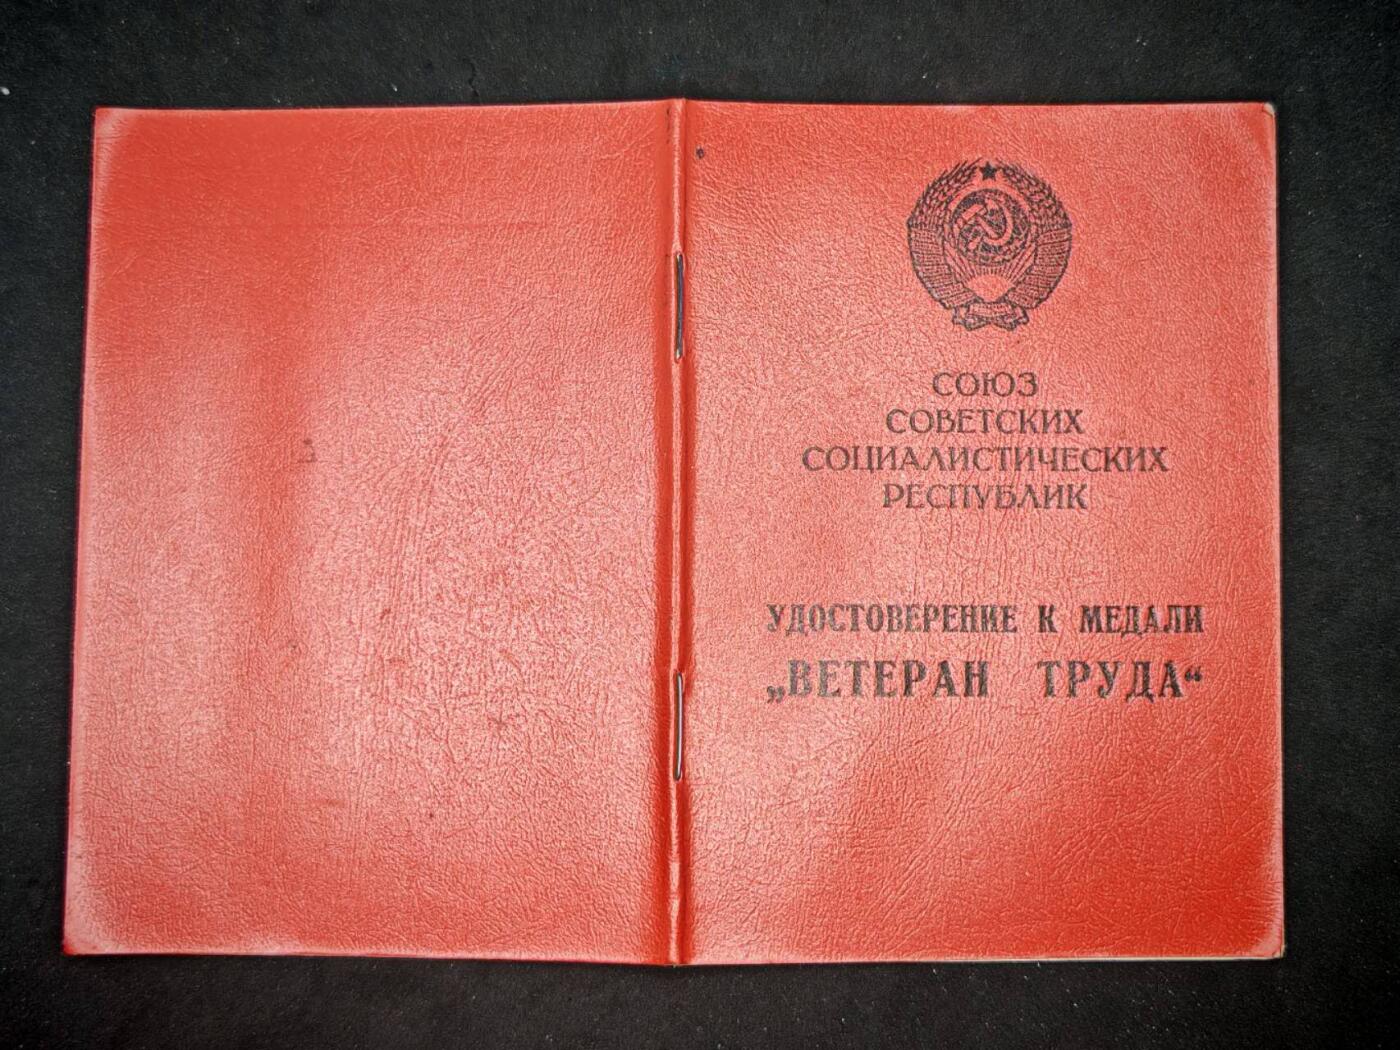 СОЮЗ
СОВЕТСКИХ
СОЦИАЛИСТИЧЕСКИХ
РЕСПУБЛИК
УДОСТОВЕРЕНИЕ К МЕДАЛИ
„ВЕТЕРАН ТРУДА“